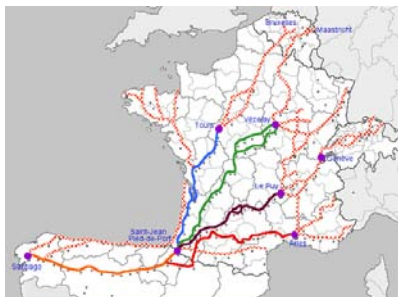 Bruxelles
Maastricht
Tours
Vézelay
Genève
Le Puy
Saint-Jean
Pied-de-Port
Arles
Santiago